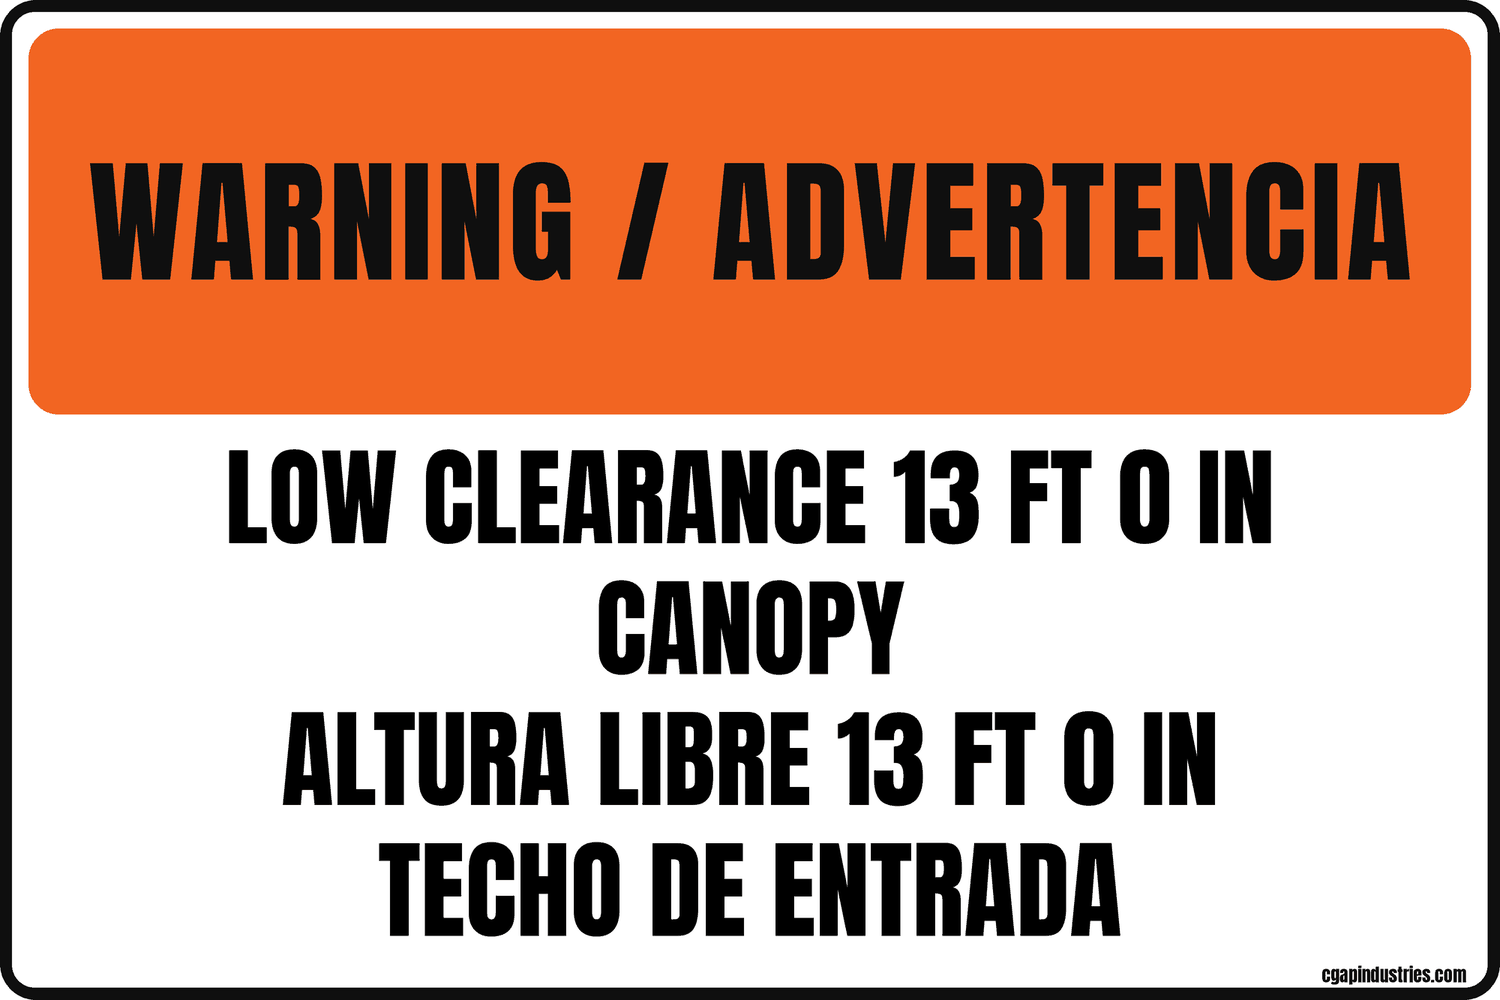 WARNING / ADVERTENCIA
LOW CLEARANCE 13 FT 0 IN
CANOPY
ALTURA LIBRE 13 FT 0 IN
TECHO DE ENTRADA
cgapindustries.com